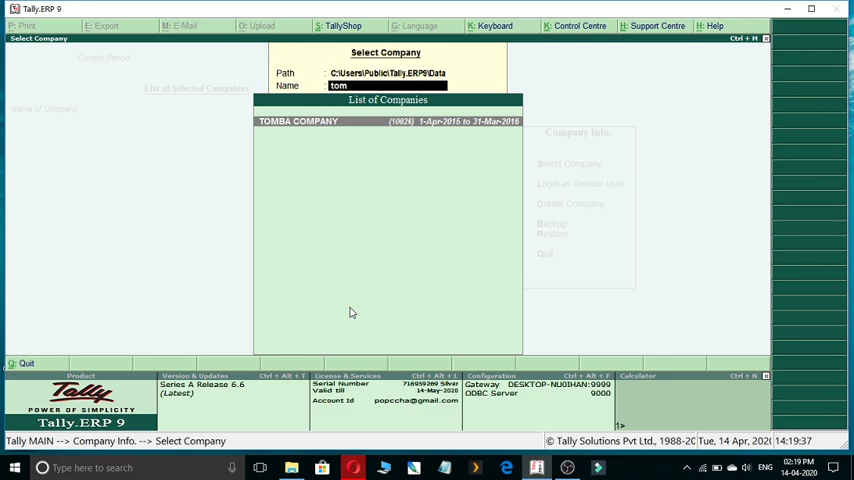 Tally.ERP 9
P: Print
E: Export
M: E-Mail
O: Upload
S: TallyShop
G: Language
K: Keyboard
K: Control Centre
H: Support Centre
H: Help
Select Company
Ctrl + M
Current Period
Select Company
Path : C:\Users\Public\Tally.ERP9\Data
Name : tom
List of Selected Companies
Name of Company
List of Companies
TOMBA COMPANY (10026) 1-Apr-2015 to 31-Mar-2016
Company Info.
Select Company
Login as Remote User
Create Company
Backup
Restore
Quit
Q: Quit
Product
Tally
POWER OF SIMPLICITY
Tally.ERP 9
Version & Updates Ctrl + Alt + T
Series A Release 6.6
(Latest)
License & Services Ctrl + Alt + L
Serial Number 716959269 Silver
Valid till 14-May-2020
Account Id popccha@gmail.com
Configuration Ctrl + Alt + F
Gateway DESKTOP-NU0IHAN:9999
ODBC Server 9000
Calculator Ctrl + N
1>
Tally MAIN --> Company Info. --> Select Company
© Tally Solutions Pvt Ltd., 1988-20
Tue, 14 Apr, 2020
14:19:37
Type here to search
ENG
02:19 PM
14-04-2020